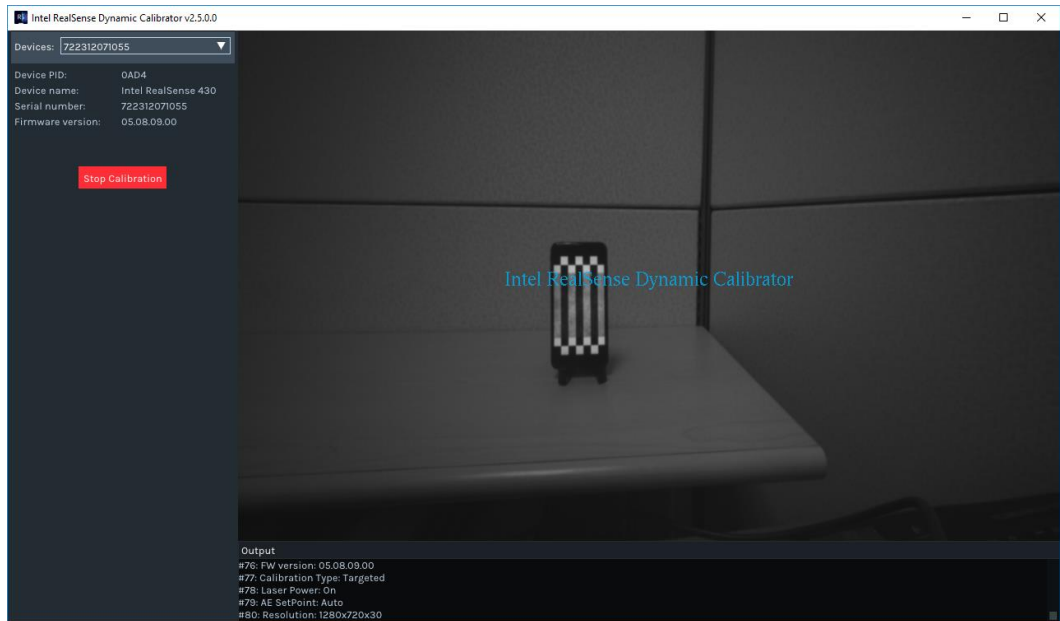 RS Intel RealSense Dynamic Calibrator v2.5.0.0
Devices: 722312071055
Device PID: 0AD4
Device name: Intel RealSense 430
Serial number: 722312071055
Firmware version: 05.08.09.00
Stop Calibration
Intel RealSense Dynamic Calibrator
Output
#76: FW version: 05.08.09.00
#77: Calibration Type: Targeted
#78: Laser Power: On
#79: AE SetPoint: Auto
#80: Resolution: 1280x720x30